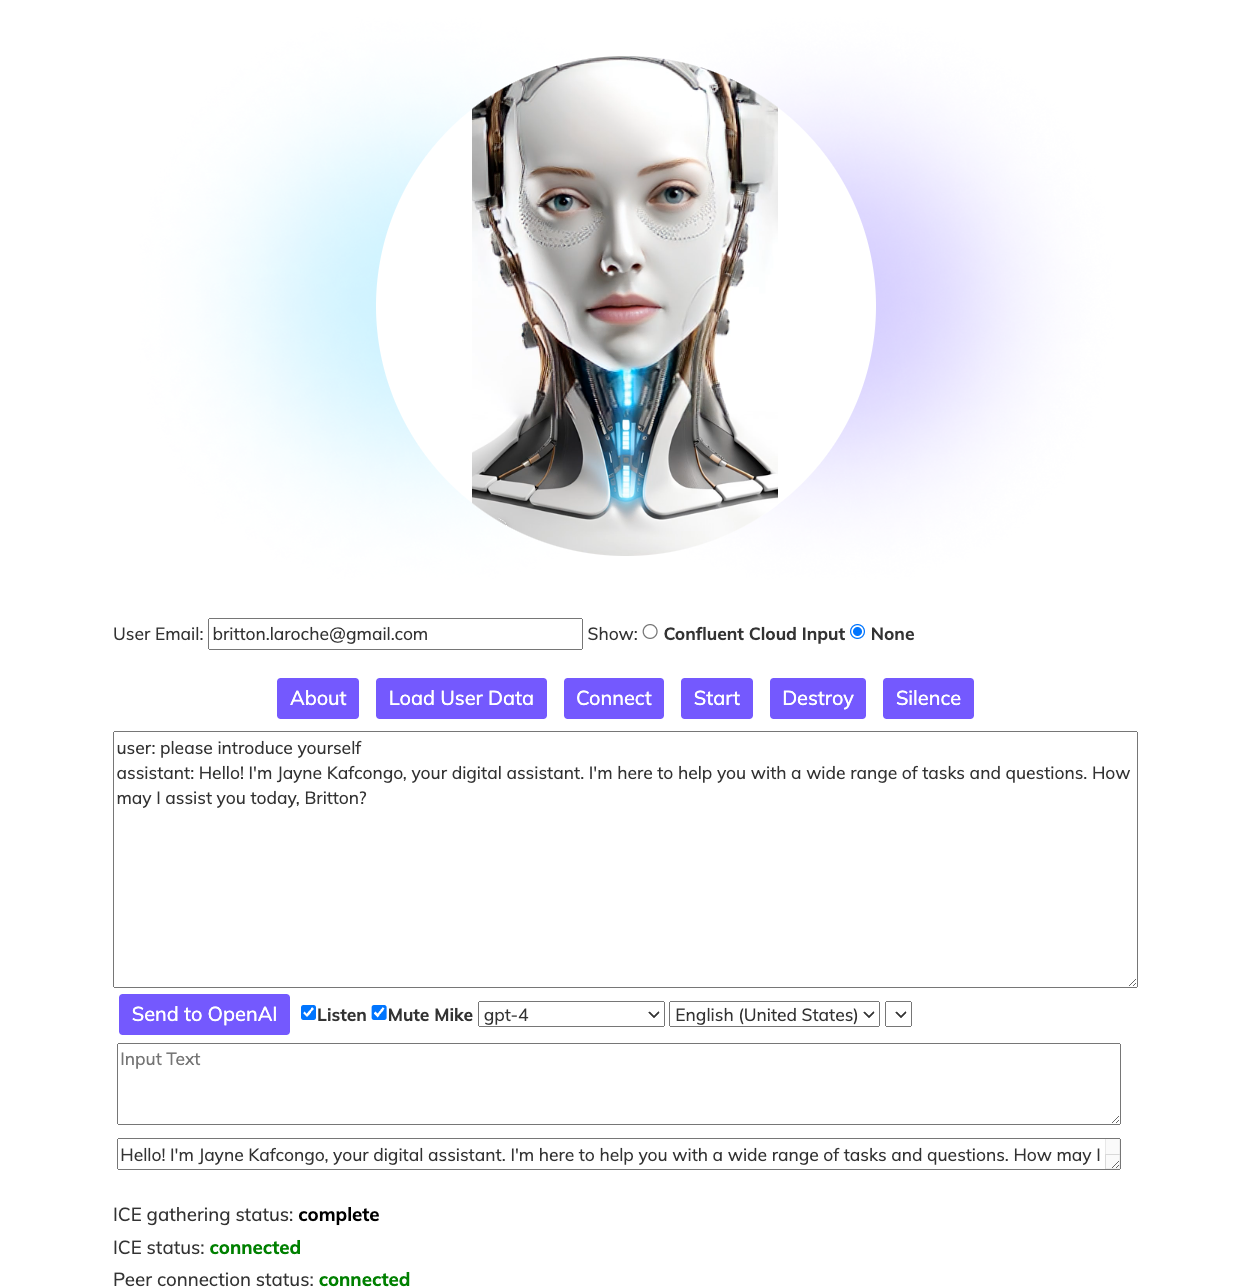 User Email: britton.laroche@gmail.com Show: Confluent Cloud Input None
About Load User Data Connect Start Destroy Silence
user: please introduce yourself
assistant: Hello! I'm Jayne Kafcongo, your digital assistant. I'm here to help you with a wide range of tasks and questions. How
may I assist you today, Britton?
Send to OpenAI Listen Mute Mike gpt-4 English (United States)
Input Text
Hello! I'm Jayne Kafcongo, your digital assistant. I'm here to help you with a wide range of tasks and questions. How may I
ICE gathering status: complete
ICE status: connected
Peer connection status: connected